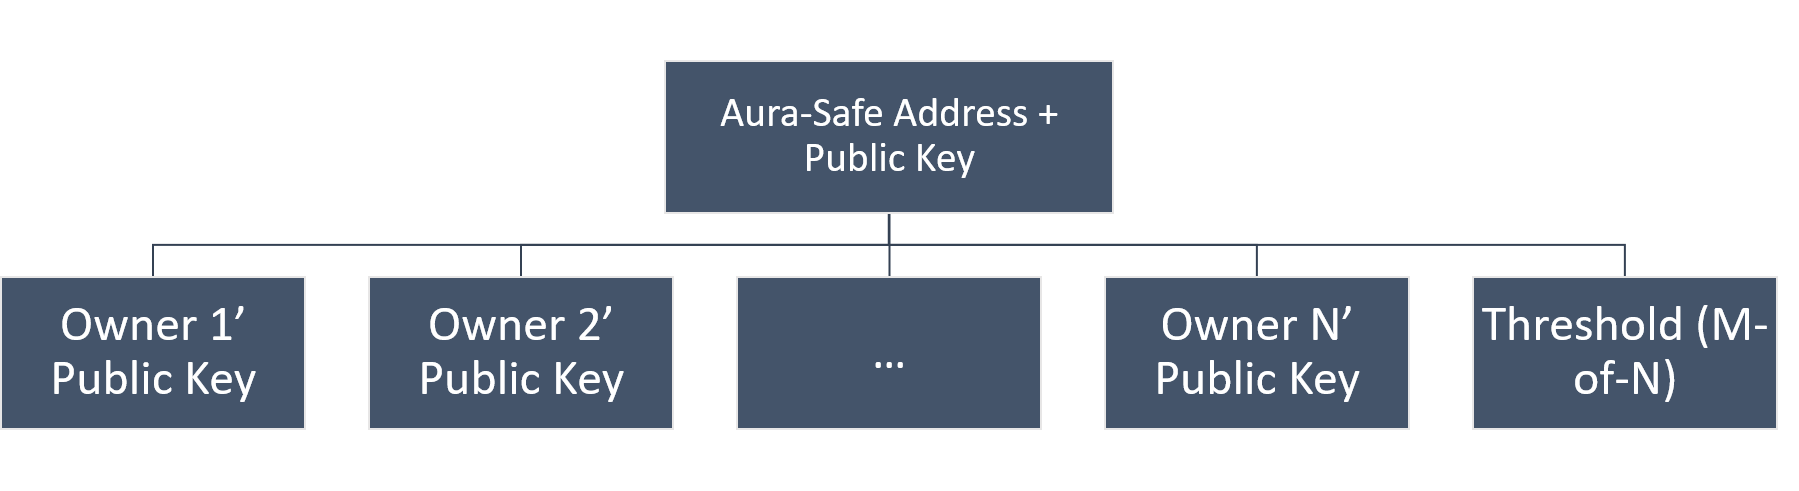 Aura-Safe Address +
Public Key
Owner 1’
Public Key
Owner 2’
Public Key
...
Owner N’
Public Key
Threshold (M-
of-N)